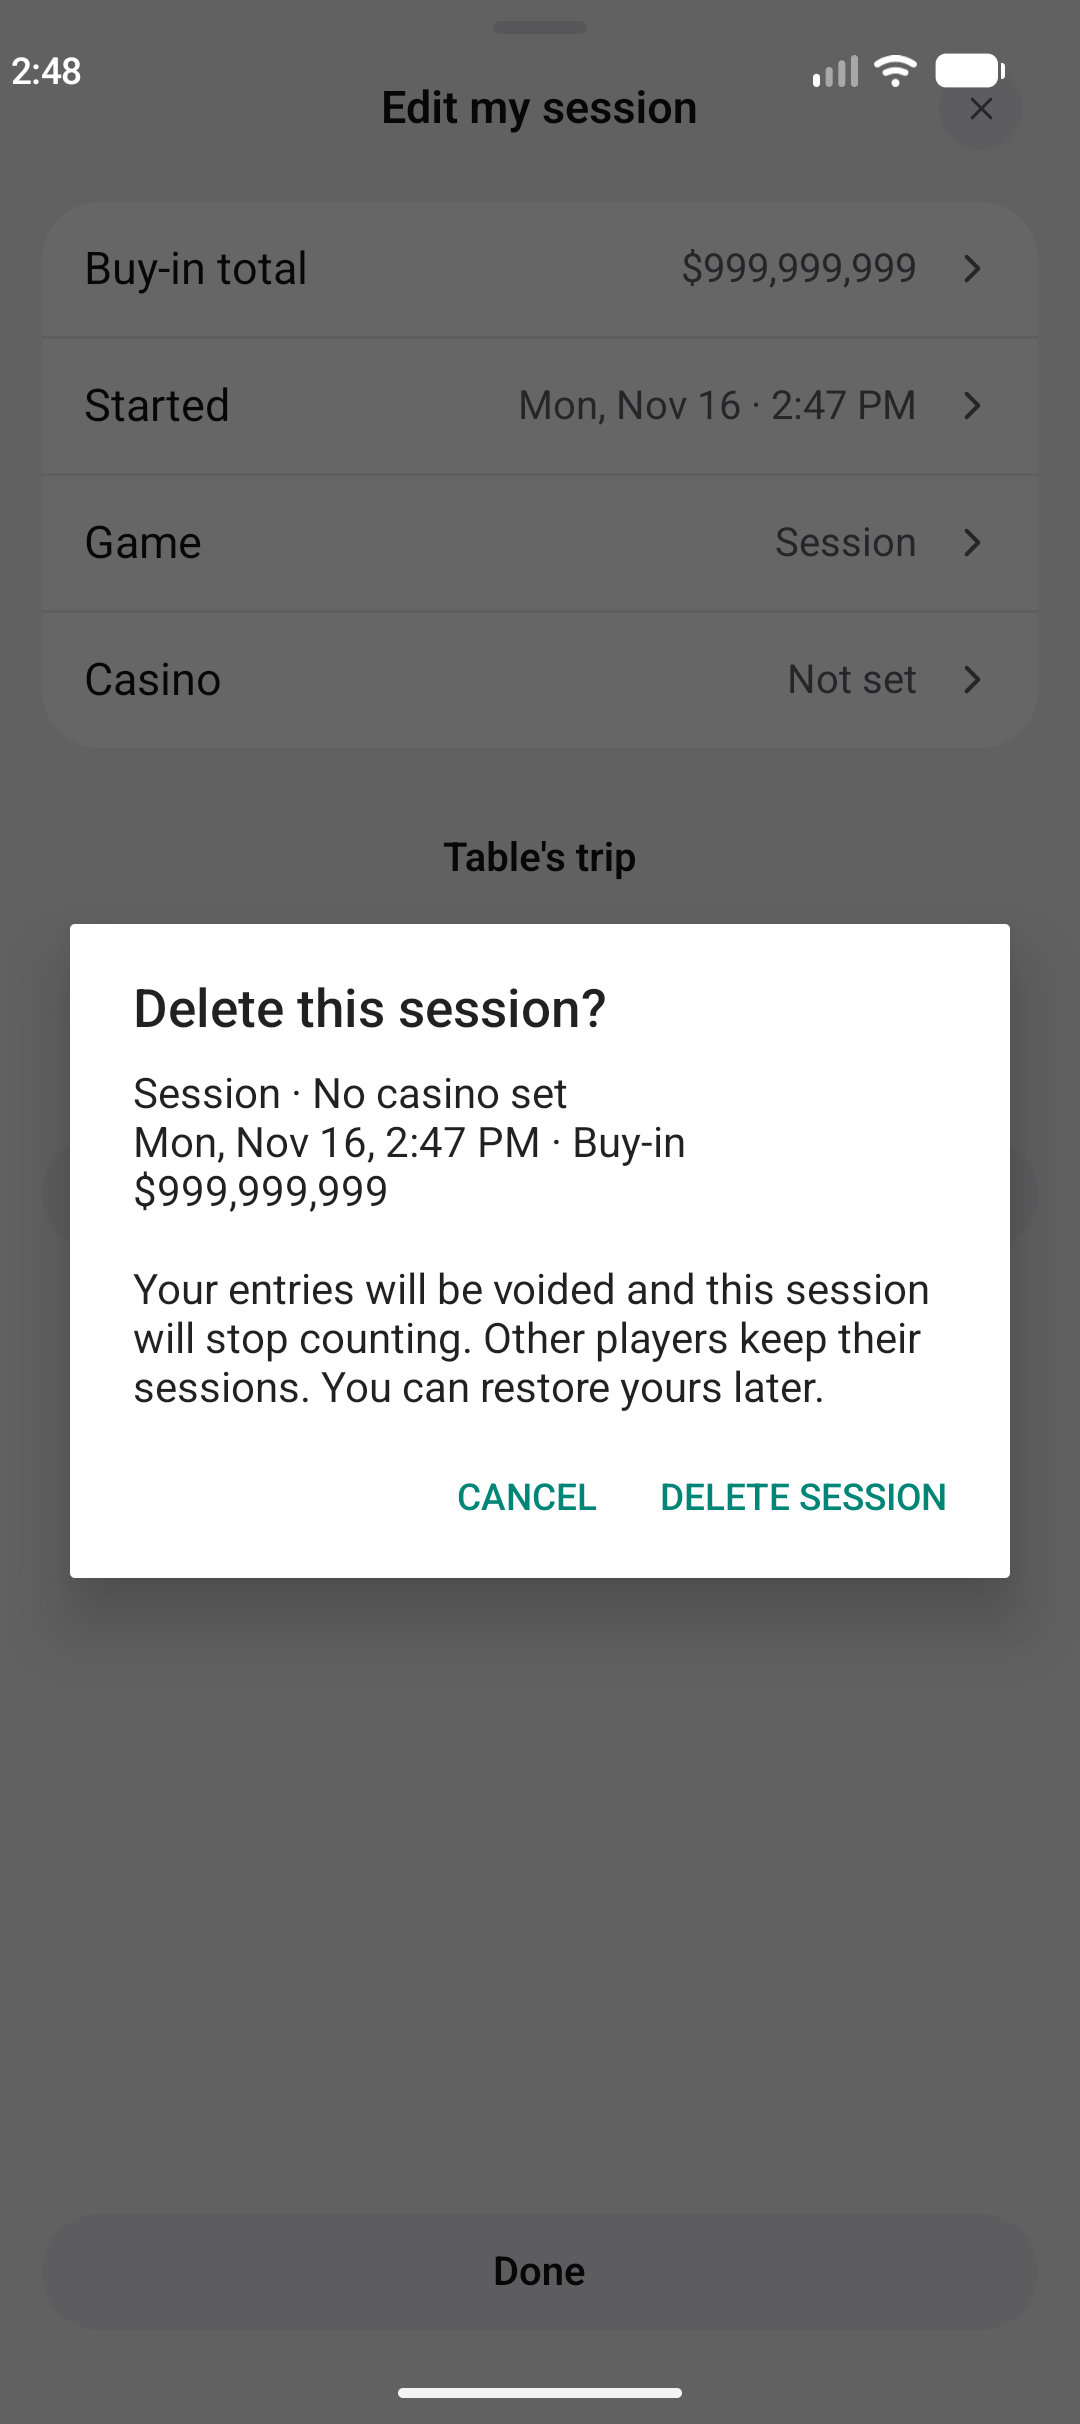 2:48
Edit my session
Buy-in total $999,999,999
Started Mon, Nov 16 · 2:47 PM
Game Session
Casino Not set
Table's trip
Delete this session?
Session · No casino set
Mon, Nov 16, 2:47 PM · Buy-in
$999,999,999
Your entries will be voided and this session
will stop counting. Other players keep their
sessions. You can restore yours later.
CANCEL DELETE SESSION
Done